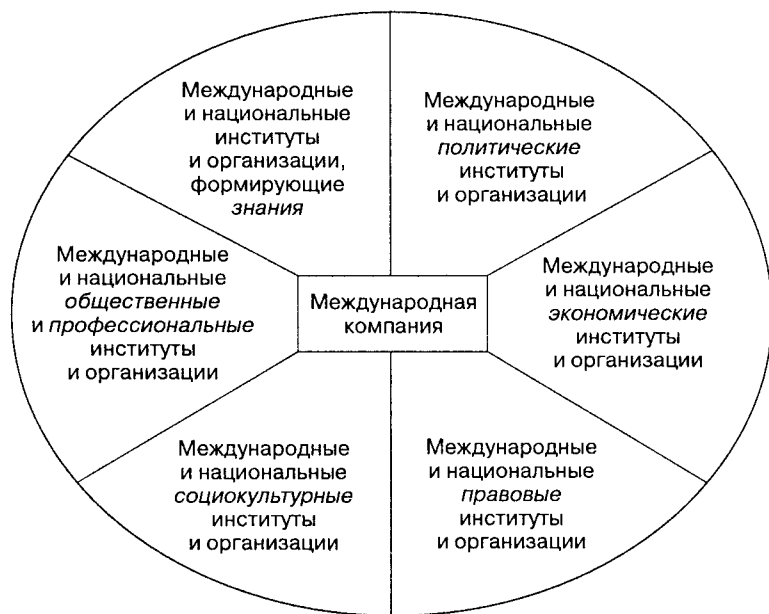 Международные
и национальные
институты
и организации,
формирующие
знания
Международные
и национальные
политические
институты
и организации
Международные
и национальные
общественные
и профессиональные
институты
и организации
Международная
компания
Международные
и национальные
экономические
институты
и организации
Международные
и национальные
социокультурные
институты
и организации
Международные
и национальные
правовые
институты
и организации